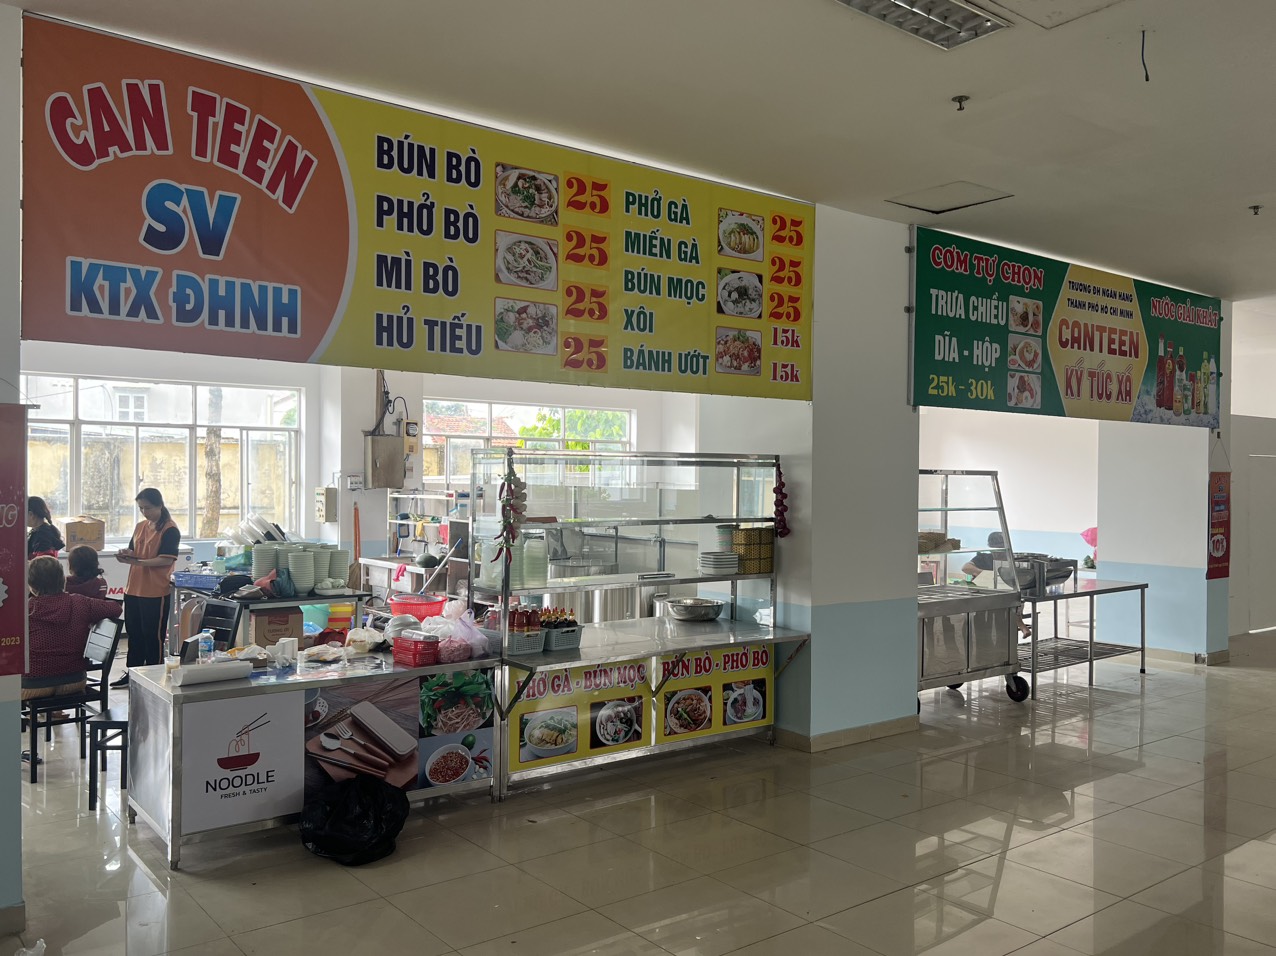 CAN TEEN
SV
KTX ĐHNH
BÚN BÒ 25
PHỞ BÒ 25
MÌ BÒ 25
HỦ TIẾU 25
PHỞ GÀ 25
MIẾN GÀ 25
BÚN MỌC 25
XÔI 15k
BÁNH ƯỚT 15k
CƠM TỰ CHỌN
TRƯA CHIỀU
DĨA - HỘP
25k - 30k
TRƯỜNG ĐH NGÂN HÀNG
THÀNH PHỐ HỒ CHÍ MINH
CANTEEN
KÝ TÚC XÁ
NƯỚC GIẢI KHÁT
PHỞ GÀ - BÚN MỌC
BÚN BÒ - PHỞ BÒ
NOODLE
FRESH & TASTY
2023